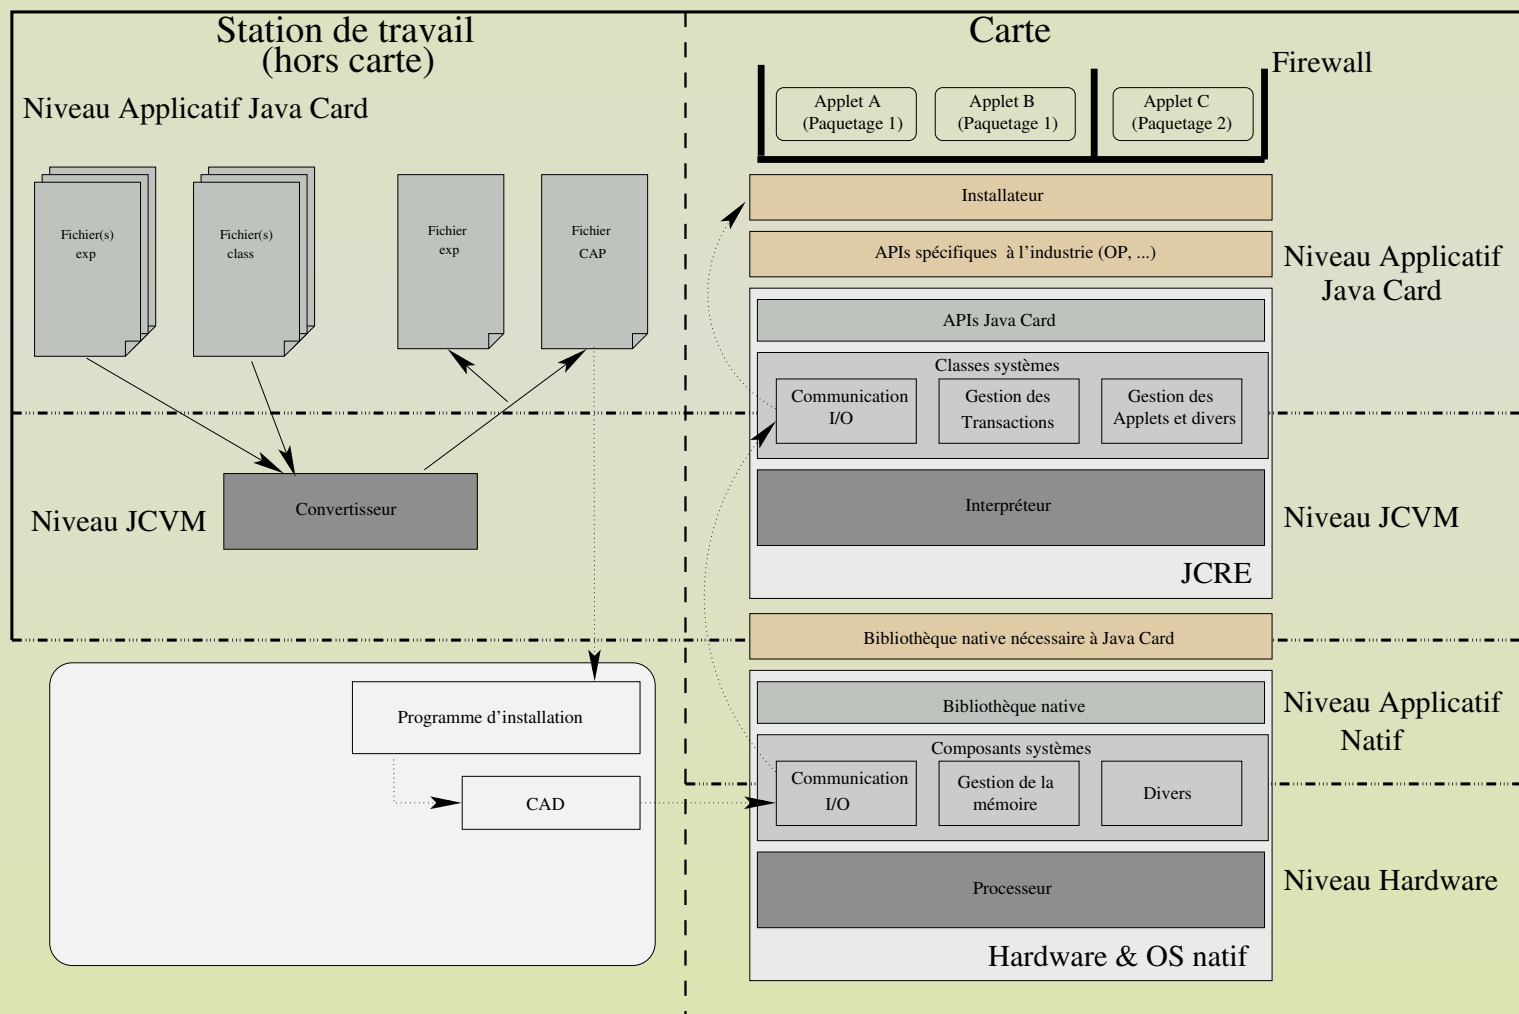 Station de travail
(hors carte)
Niveau Applicatif Java Card
Fichier(s)
exp
Fichier(s)
class
Fichier
exp
Fichier
CAP
Convertisseur
Niveau JCVM
Programme d'installation
CAD
Carte
Firewall
Applet A
(Paquetage 1)
Applet B
(Paquetage 1)
Applet C
(Paquetage 2)
Installateur
APIs spécifiques à l'industrie (OP, ...)
Niveau Applicatif
Java Card
APIs Java Card
Classes systèmes
Communication
I/O
Gestion des
Transactions
Gestion des
Applets et divers
Interpréteur
Niveau JCVM
JCRE
Bibliothèque native nécessaire à Java Card
Bibliothèque native
Niveau Applicatif
Natif
Composants systèmes
Communication
I/O
Gestion de la
mémoire
Divers
Processeur
Niveau Hardware
Hardware & OS natif